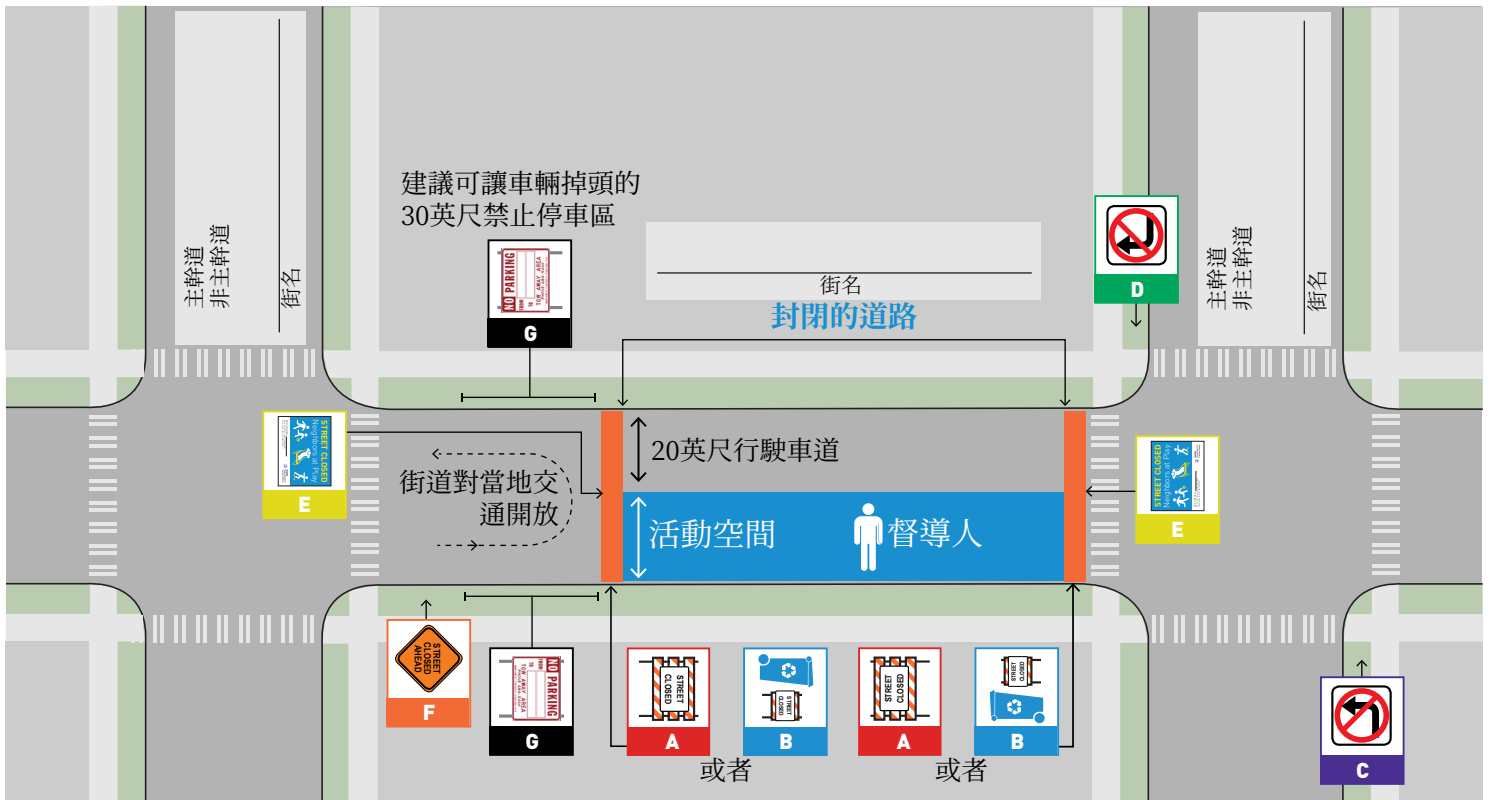 主幹道
非主幹道
街名
建議可讓車輛掉頭的
30英尺禁止停車區
NO PARKING
FROM
TO
TOW AWAY AREA
G
街名
封閉的道路
D
主幹道
非主幹道
街名
STREET CLOSED
Neighbors at Play
E
街道對當地交
通開放
20英尺行駛車道
活動空間
督導人
STREET CLOSED
Neighbors at Play
E
STREET
CLOSED
AHEAD
F
NO PARKING
FROM
TO
TOW AWAY AREA
G
STREET
CLOSED
A
或者
STREET
CLOSED
B
STREET
CLOSED
A
或者
STREET
CLOSED
B
C